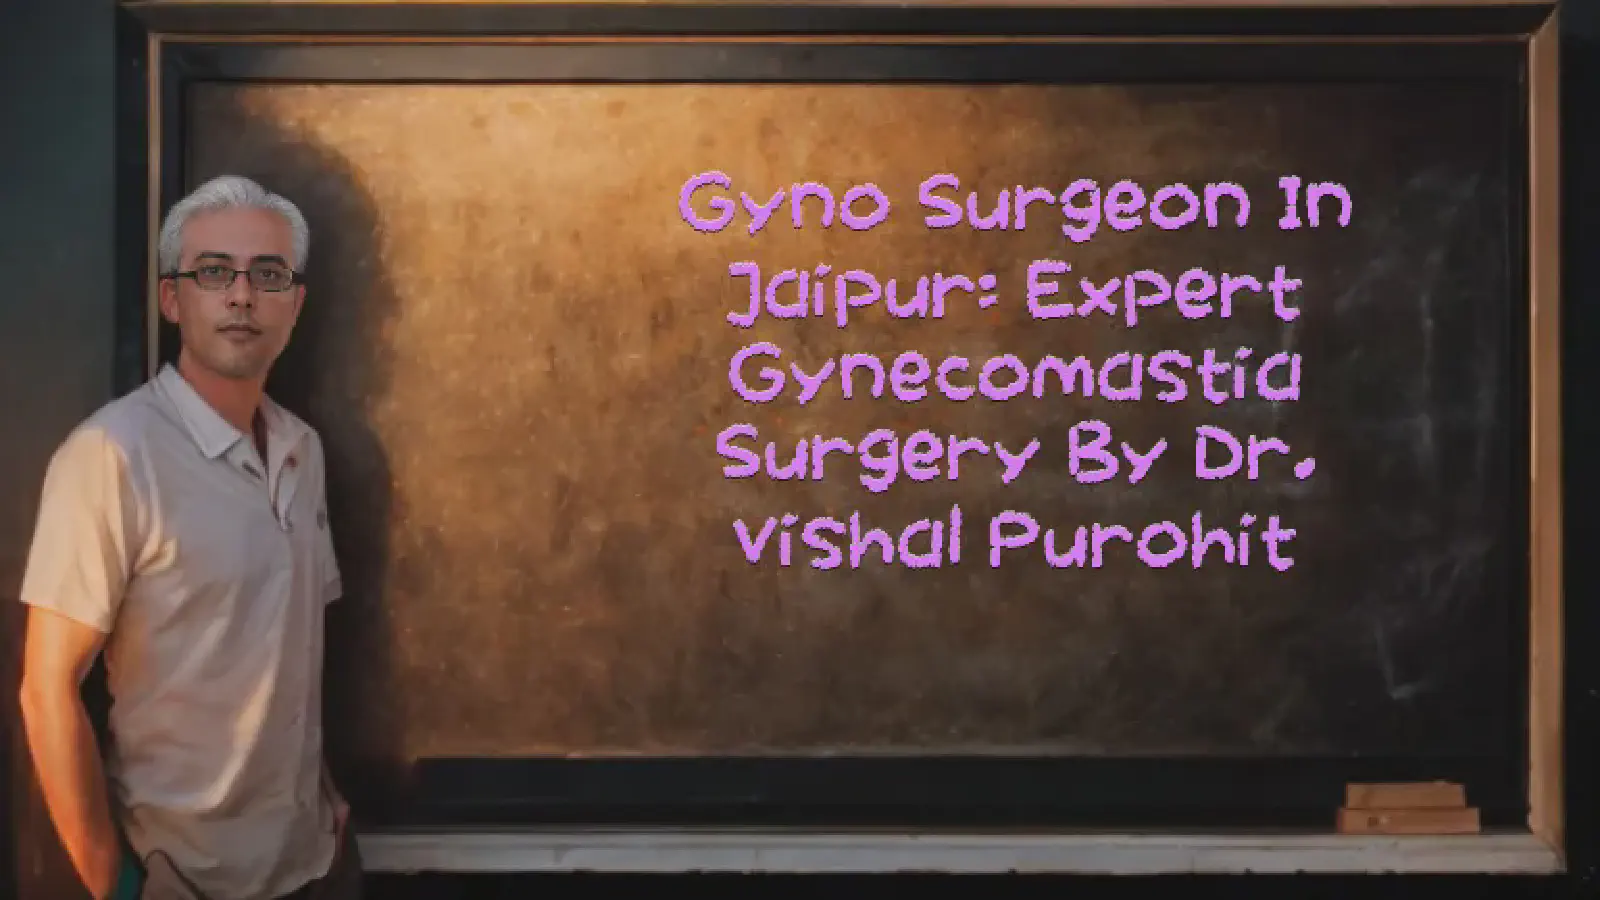 Gyno Surgeon In
Jaipur: Expert
Gynecomastia
Surgery By Dr.
Vishal Purohit